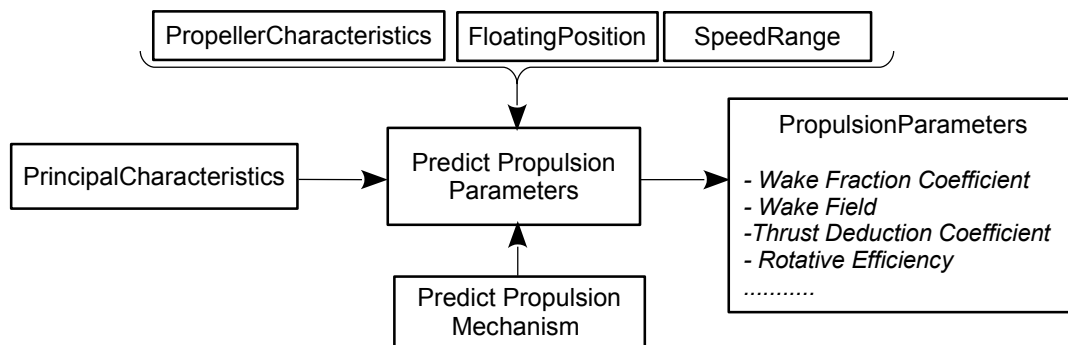 PropellerCharacteristics
FloatingPosition
SpeedRange
PrincipalCharacteristics
Predict Propulsion
Parameters
Predict Propulsion
Mechanism
PropulsionParameters
- Wake Fraction Coefficient
- Wake Field
-Thrust Deduction Coefficient
- Rotative Efficiency
...........